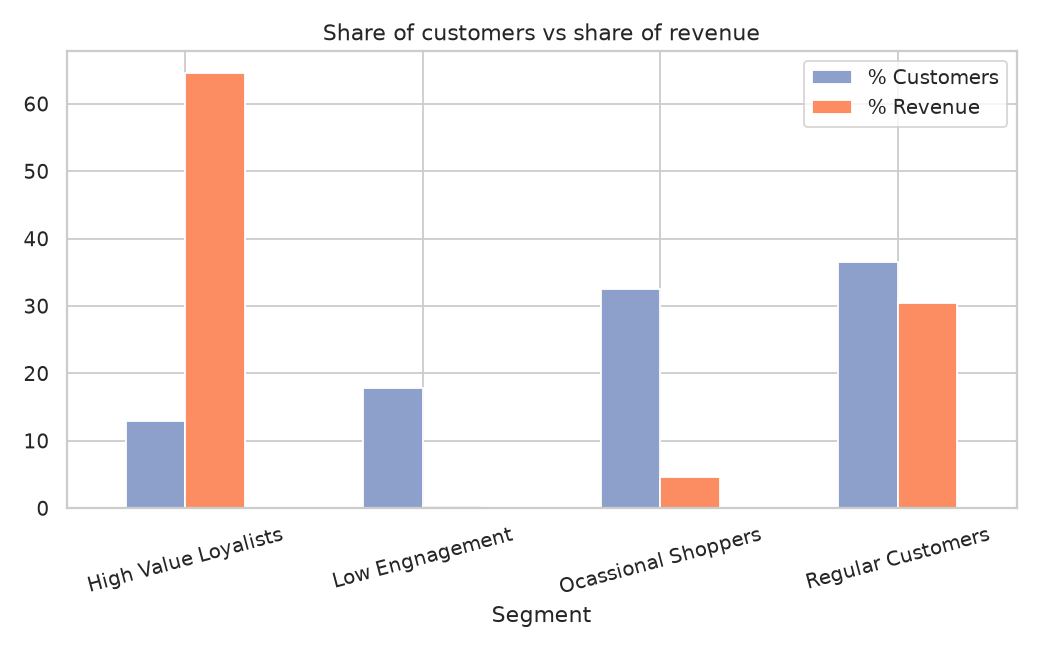 Share of customers vs share of revenue
% Customers
% Revenue
60
50
40
30
20
10
0
High Value Loyalists
Low Engnagement
Ocassional Shoppers
Regular Customers
Segment